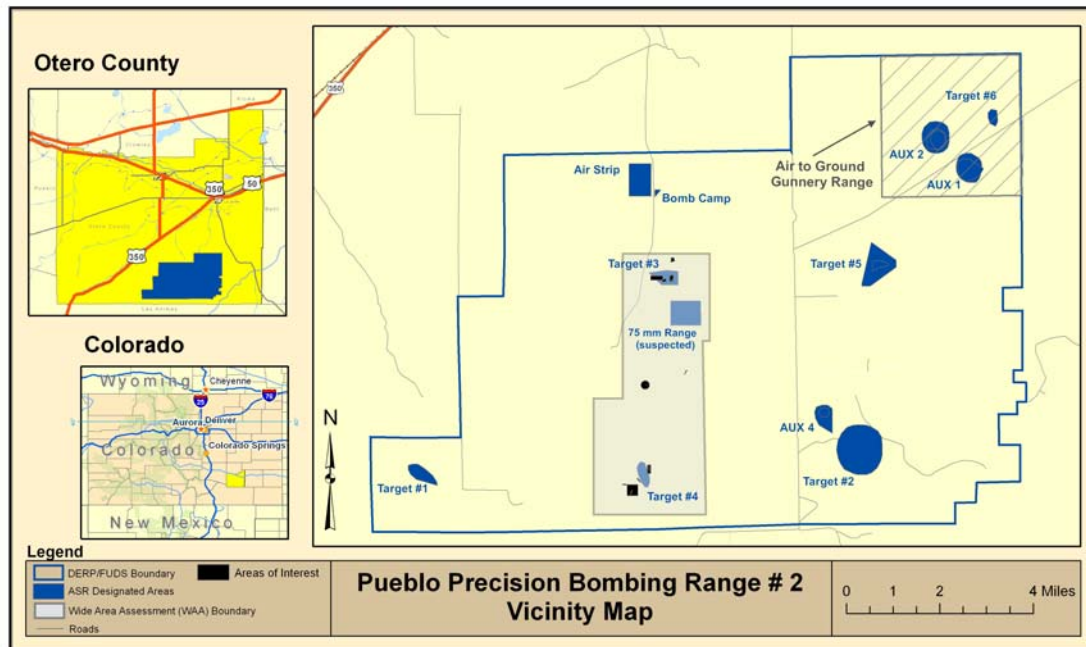 Otero County
350
50
350
Otero County
Las Animas
Colorado
Wyoming
Cheyenne
25
76
Aurora
Denver
Colorado Springs
Colorado
New Mexico
350
Air Strip
Bomb Camp
Target #6
AUX 2
AUX 1
Air to Ground
Gunnery Range
Target #5
Target #3
75 mm Range
(suspected)
AUX 4
Target #2
Target #1
Target #4
N
Legend
DERP/FUDS Boundary
ASR Designated Areas
Wide Area Assessment (WAA) Boundary
Roads
Areas of Interest
Pueblo Precision Bombing Range # 2
Vicinity Map
0 1 2 4 Miles